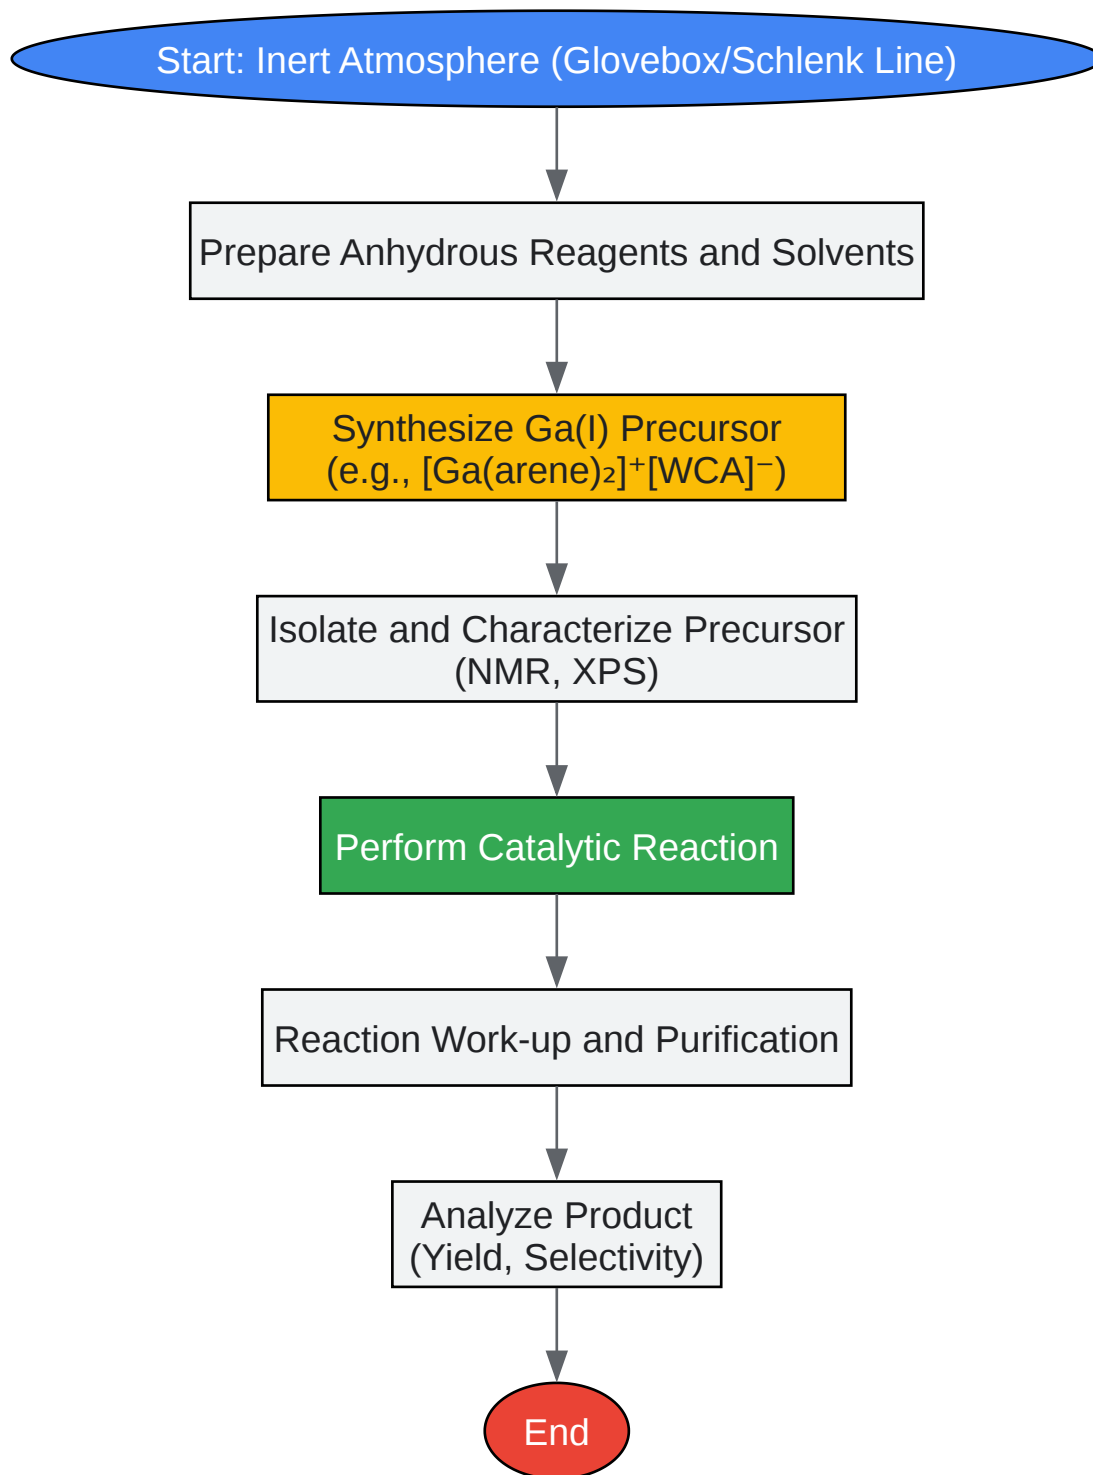 Start: Inert Atmosphere (Glovebox/Schlenk Line)
Prepare Anhydrous Reagents and Solvents
Synthesize Ga(I) Precursor
(e.g., [Ga(arene)₂]⁺[WCA]⁻)
Isolate and Characterize Precursor
(NMR, XPS)
Perform Catalytic Reaction
Reaction Work-up and Purification
Analyze Product
(Yield, Selectivity)
End